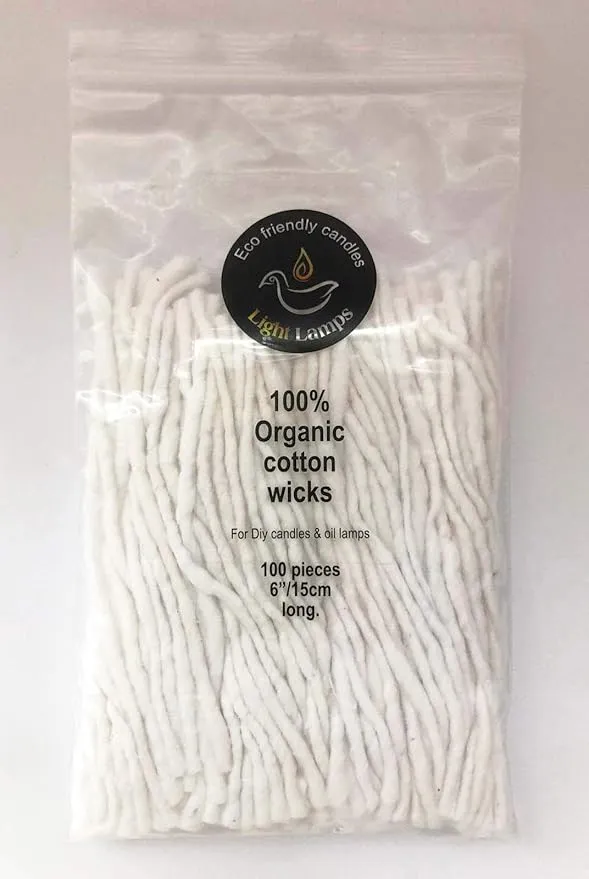 Eco friendly candles
Light Lamps
100%
Organic
cotton
wicks
For Diy candles & oil lamps
100 pieces
6”/15cm
long.